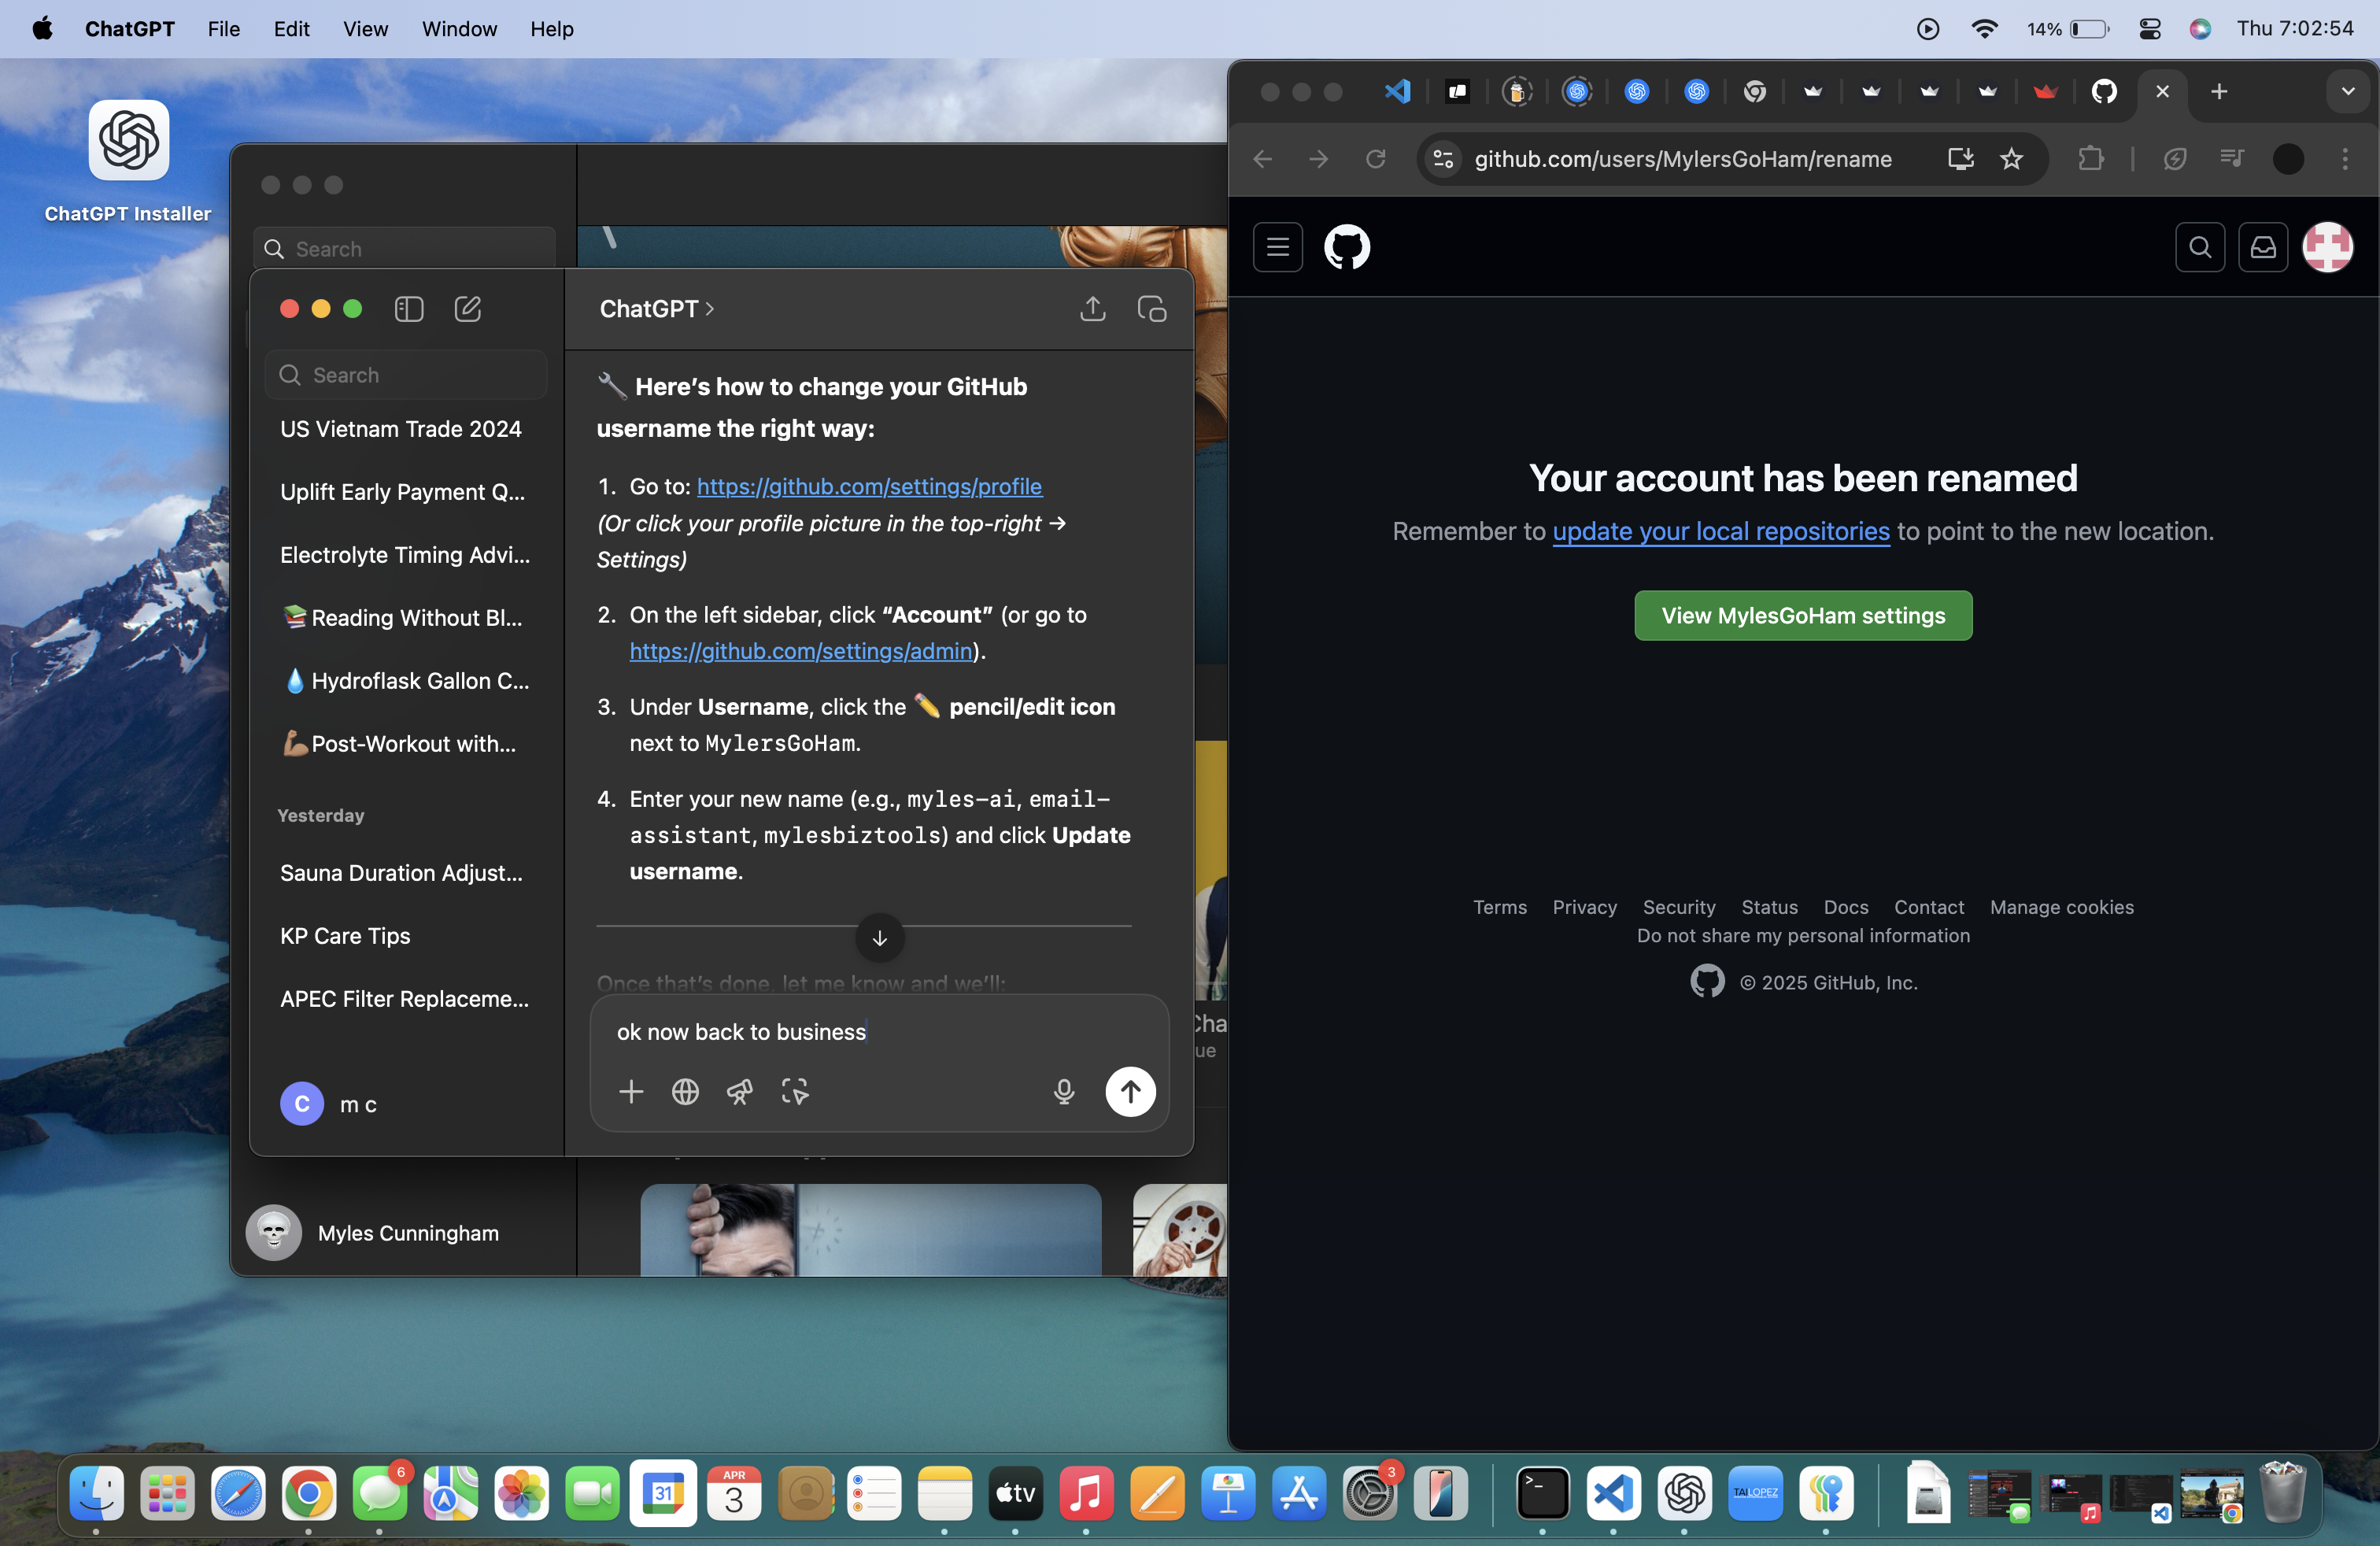 ChatGPT File Edit View Window Help
14% Thu 7:02:54
ChatGPT Installer
Search
Search
US Vietnam Trade 2024
Uplift Early Payment Q...
Electrolyte Timing Advi...
📚Reading Without Bl...
💧Hydroflask Gallon C...
💪🏽Post-Workout with...
Yesterday
Sauna Duration Adjust...
KP Care Tips
APEC Filter Replaceme...
C m c
Myles Cunningham
ChatGPT >
🔧 Here’s how to change your GitHub
username the right way:
1. Go to: https://github.com/settings/profile
(Or click your profile picture in the top-right →
Settings)
2. On the left sidebar, click “Account” (or go to
https://github.com/settings/admin).
3. Under Username, click the ✏️ pencil/edit icon
next to MylersGoHam.
4. Enter your new name (e.g., myles-ai, email-
assistant, mylesbiztools) and click Update
username.
Once that’s done, let me know and we’ll:
ok now back to business
Cha
ue
github.com/users/MylersGoHam/rename
Your account has been renamed
Remember to update your local repositories to point to the new location.
View MylesGoHam settings
Terms Privacy Security Status Docs Contact Manage cookies
Do not share my personal information
© 2025 GitHub, Inc.
6
31
APR
3
tv
3
TAI LOPEZ